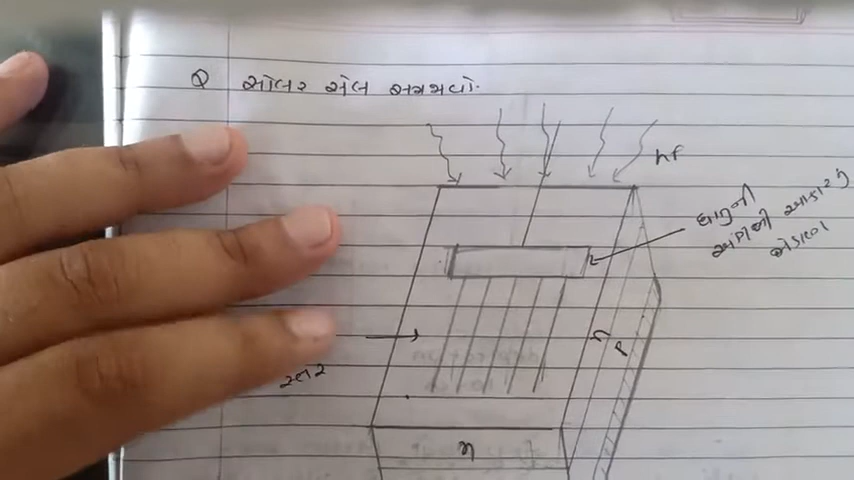 Q સોલર સેલ સમજાવો.
hf
ધાતુની
આંગળી આકારનું
n
p
n